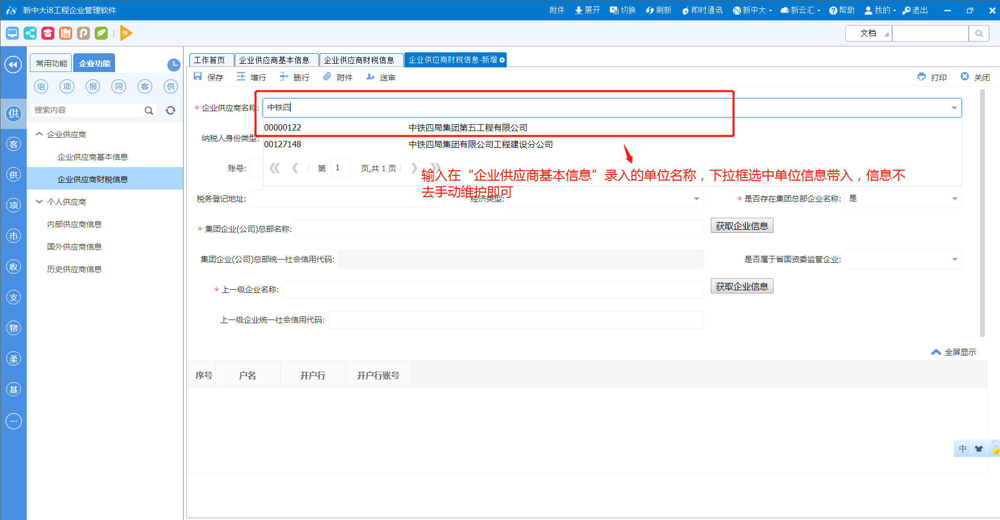 i8 新中大i8工程企业管理软件 附件 展开 切换 刷新 即时通讯 新中大 新云汇 帮助 我的 退出
快 文档
常用功能 企业功能
组 项 报 同 客 供
搜索内容
供
客
供
项
市
收
支
物
柔
基
企业供应商
企业供应商基本信息
企业供应商财税信息
个人供应商
内部供应商信息
国外供应商信息
历史供应商信息
工作首页 企业供应商基本信息 企业供应商财税信息 企业供应商财税信息-新增
保存 增行 删行 附件 送审 打印 关闭
* 企业供应商名称: 中铁四
00000122 中铁四局集团第五工程有限公司
纳税人身份类型:
00127148 中铁四局集团有限公司工程建设分公司
账号: 第 1 页,共 1 页
输入在“企业供应商基本信息”录入的单位名称，下拉框选中单位信息带入，信息不
去手动维护即可
税务登记地址: 经济类型: * 是否存在集团总部企业名称: 是
* 集团企业(公司)总部名称: 获取企业信息
集团企业(公司)总部统一社会信用代码: 是否属于省国资委监管企业:
* 上一级企业名称: 获取企业信息
上一级企业统一社会信用代码:
全屏显示
序号 户名 开户行 开户行账号
中